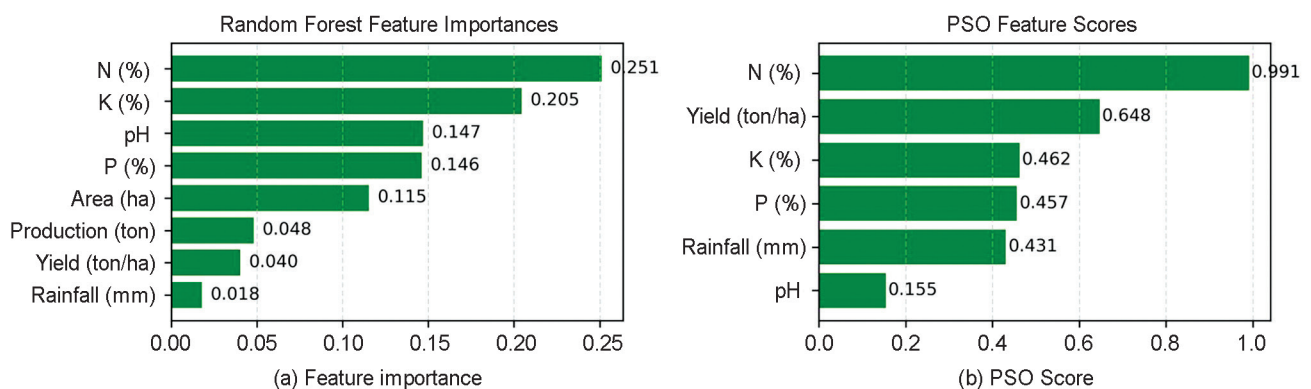 Random Forest Feature Importances
N (%)
0.251
K (%)
0.205
pH
0.147
P (%)
0.146
Area (ha)
0.115
Production (ton)
0.048
Yield (ton/ha)
0.040
Rainfall (mm)
0.018
0.00 0.05 0.10 0.15 0.20 0.25
(a) Feature importance
PSO Feature Scores
N (%)
0.991
Yield (ton/ha)
0.648
K (%)
0.462
P (%)
0.457
Rainfall (mm)
0.431
pH
0.155
0.0 0.2 0.4 0.6 0.8 1.0
(b) PSO Score